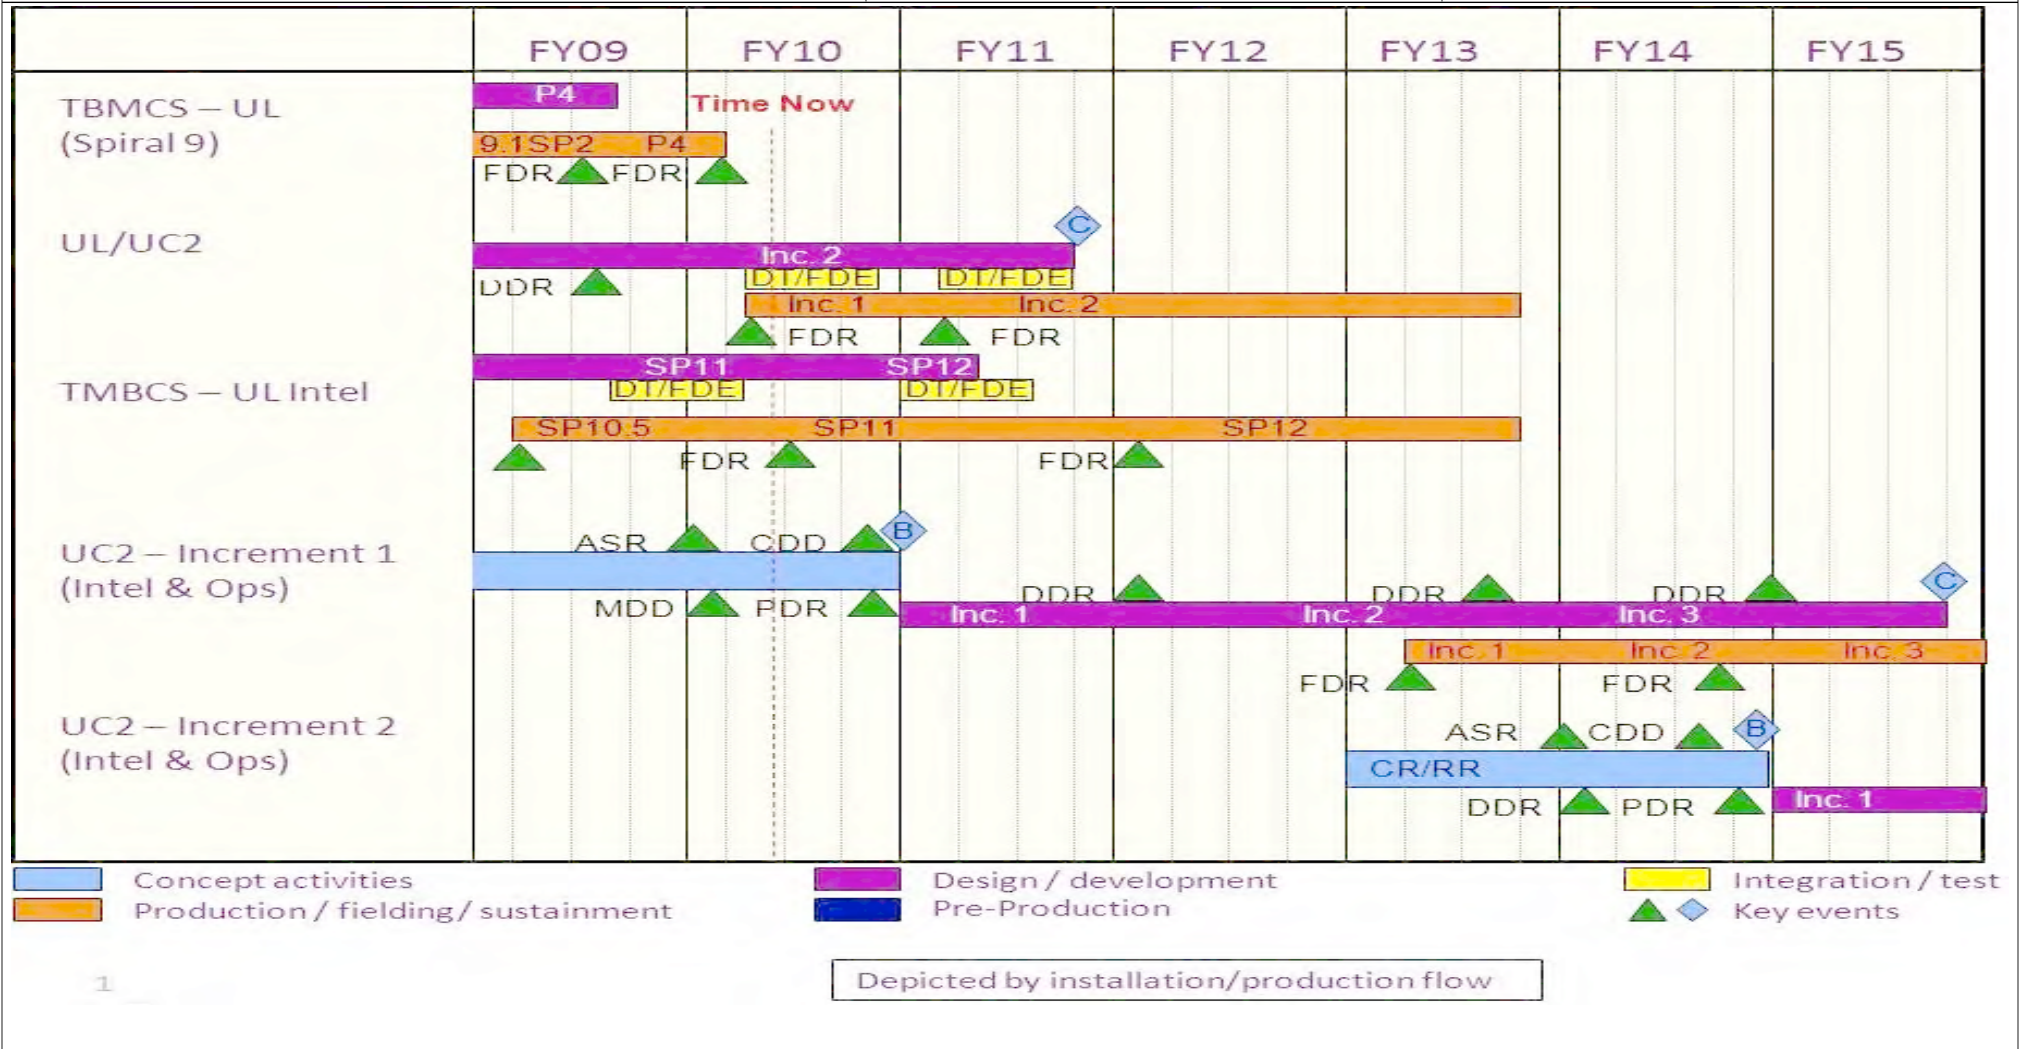 FY09 FY10 FY11 FY12 FY13 FY14 FY15
TBMCS – UL
(Spiral 9)
P4
Time Now
9.1SP2 P4
FDR FDR
UL/UC2
C
Inc. 2
DT/FDE DT/FDE
DDR
Inc. 1 Inc. 2
FDR FDR
TMBCS – UL Intel
SP11 SP12
DT/FDE DT/FDE
SP10.5 SP11 SP12
FDR FDR
UC2 – Increment 1
(Intel & Ops)
ASR CDD B
MDD PDR
DDR DDR DDR C
Inc. 1 Inc. 2 Inc. 3
Inc. 1 Inc. 2 Inc. 3
FDR FDR
UC2 – Increment 2
(Intel & Ops)
ASR CDD B
CR/RR
DDR PDR
Inc. 1
Concept activities
Design / development
Integration / test
Production / fielding / sustainment
Pre-Production
Key events
1
Depicted by installation/production flow